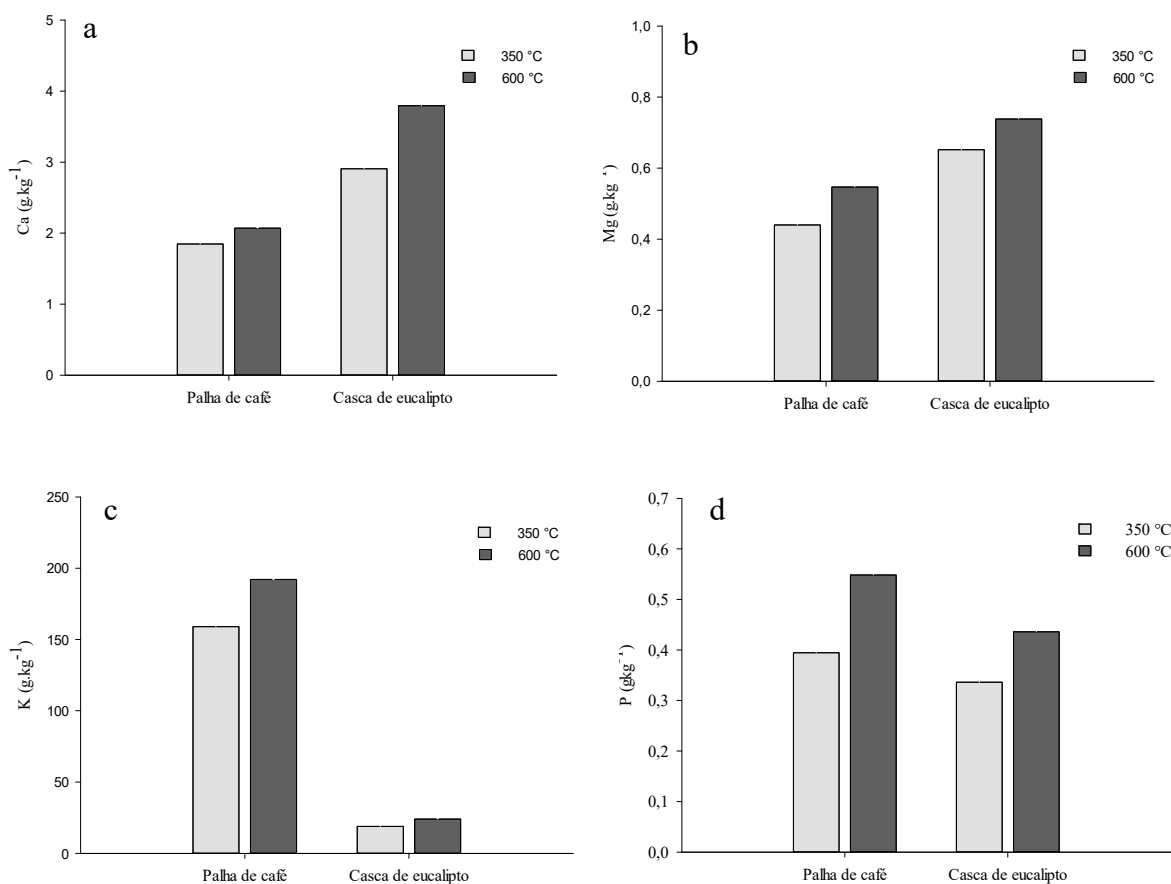 a
350 °C
600 °C
Ca (g.kg-1)
5
4
3
2
1
0
Palha de café
Casca de eucalipto
b
350 °C
600 °C
Mg (g.kg-1)
1,0
0,8
0,6
0,4
0,2
0,0
Palha de café
Casca de eucalipto
c
350 °C
600 °C
K (g.kg-1)
250
200
150
100
50
0
Palha de café
Casca de eucalipto
d
350 °C
600 °C
P (gkg-1)
0,7
0,6
0,5
0,4
0,3
0,2
0,1
0,0
Palha de café
Casca de eucalipto